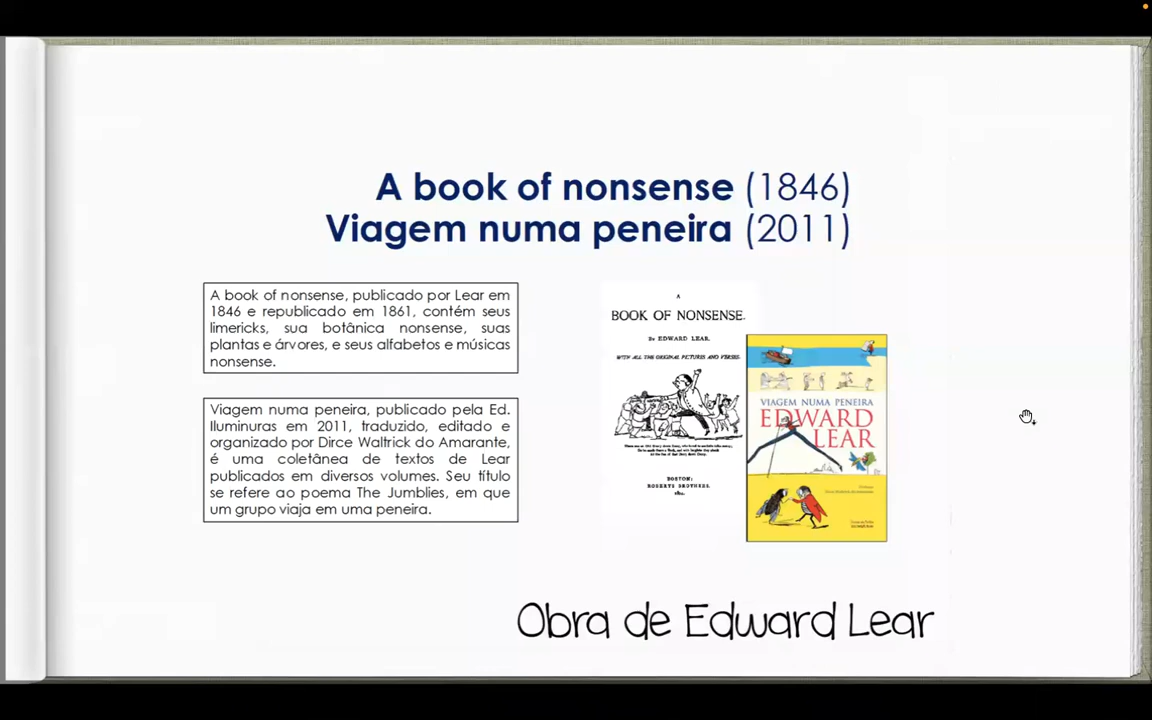 A book of nonsense (1846)
Viagem numa peneira (2011)
A book of nonsense, publicado por Lear em
1846 e republicado em 1861, contém seus
limericks, sua botânica nonsense, suas
plantas e árvores, e seus alfabetos e músicas
nonsense.
Viagem numa peneira, publicado pela Ed.
Iluminuras em 2011, traduzido, editado e
organizado por Dirce Waltrick do Amarante,
é uma coletânea de textos de Lear
publicados em diversos volumes. Seu título
se refere ao poema The Jumblies, em que
um grupo viaja em uma peneira.
A
BOOK OF NONSENSE.
By EDWARD LEAR.
WITH ALL THE ORIGINAL PICTURES AND VERSES.
BOSTON:
ROBERTS BROTHERS.
VIAGEM NUMA PENEIRA
EDWARD
LEAR
Obra de Edward Lear